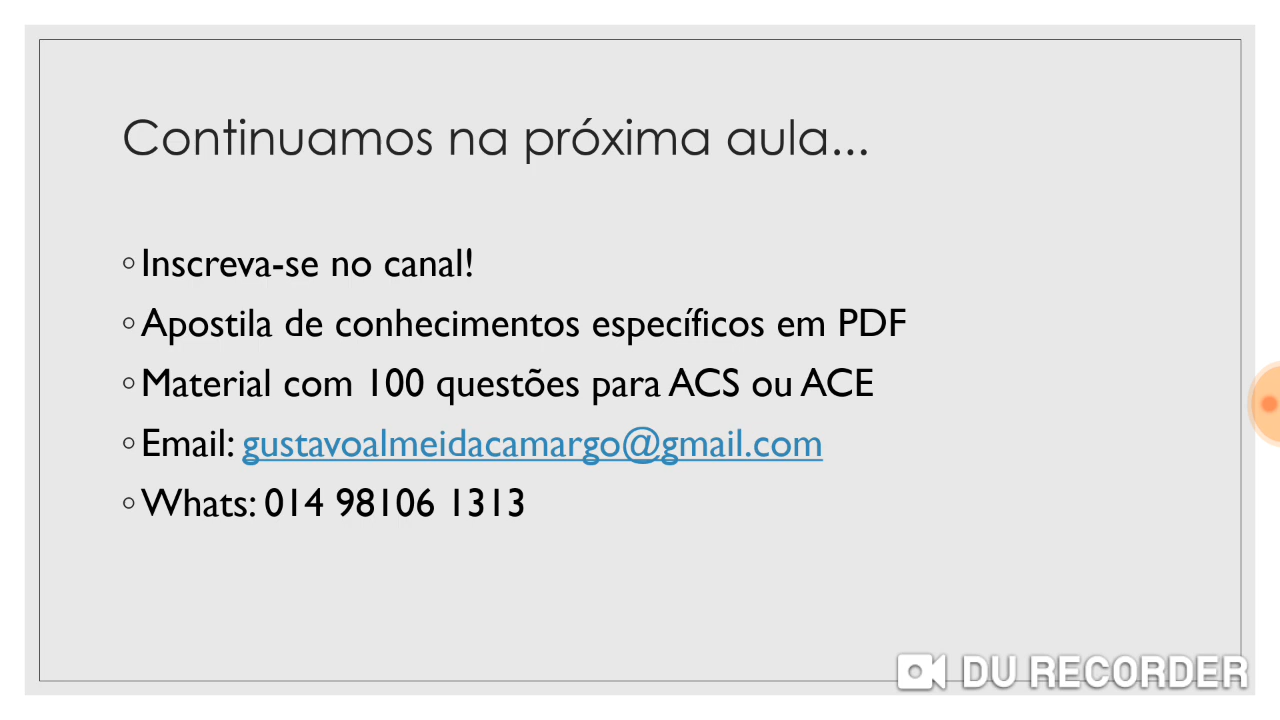 Continuamos na próxima aula...
◦Inscreva-se no canal!
◦Apostila de conhecimentos específicos em PDF
◦Material com 100 questões para ACS ou ACE
◦Email: gustavoalmeidacamargo@gmail.com
◦Whats: 014 98106 1313
DU RECORDER